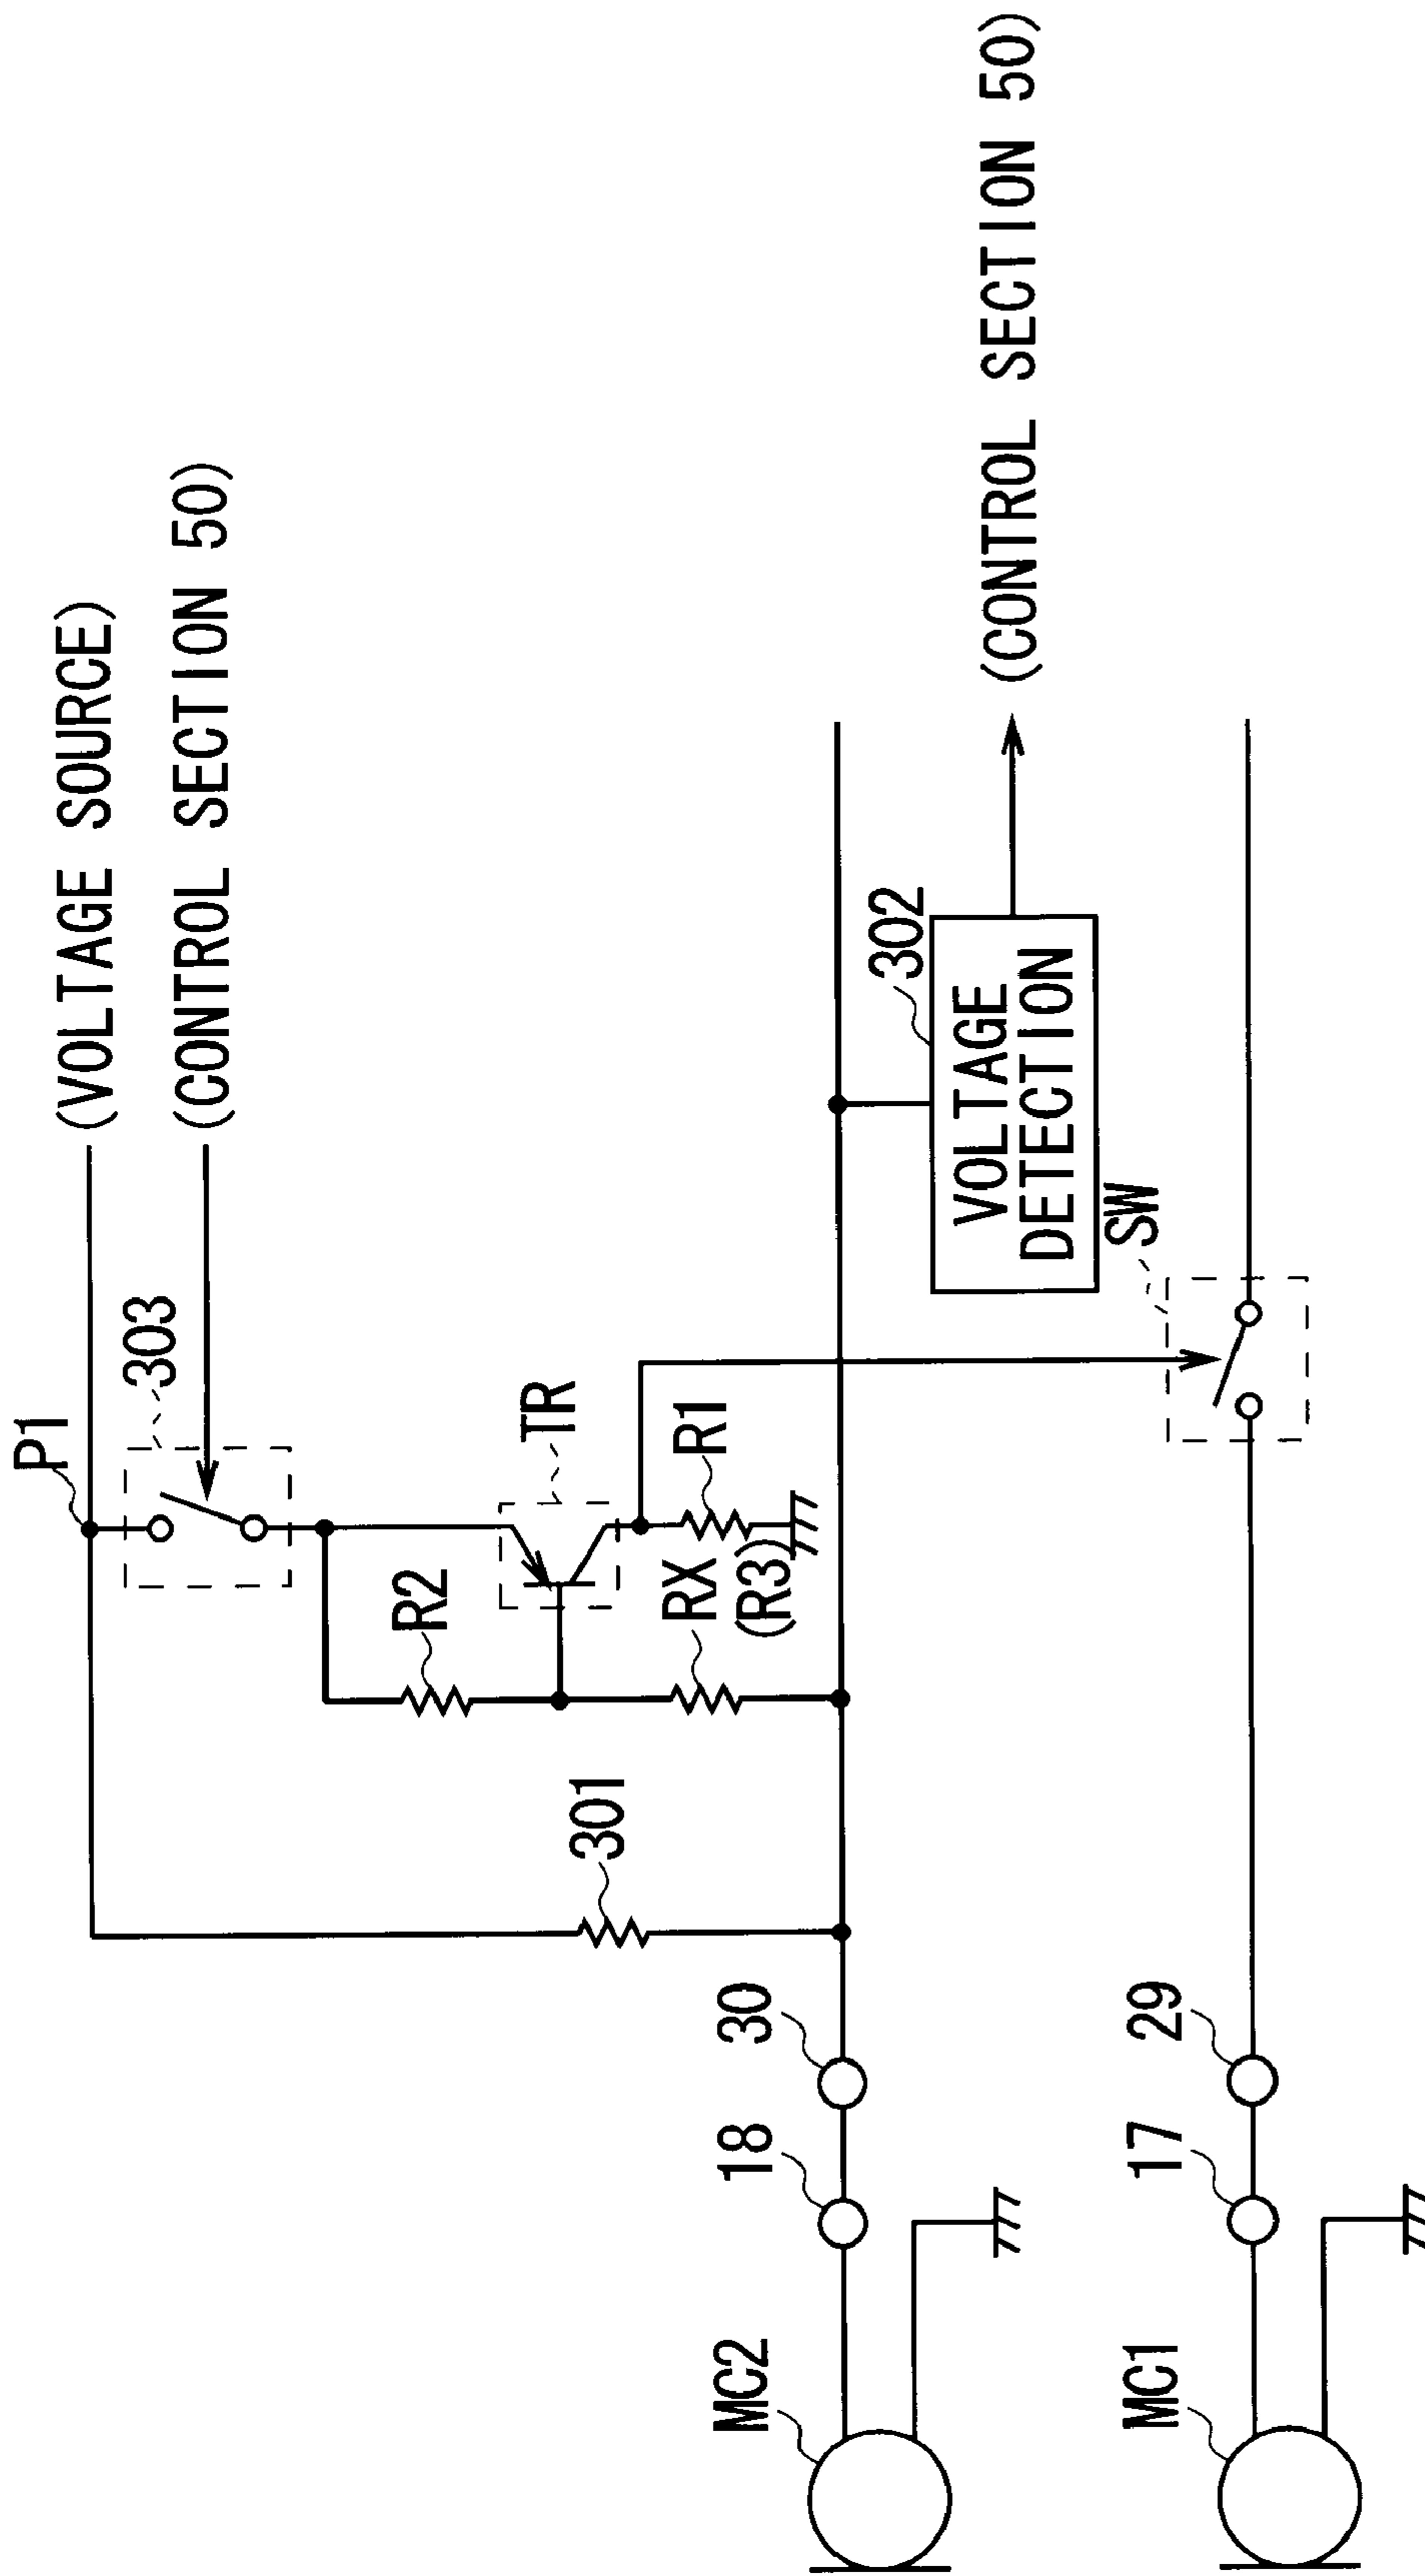 P1
(VOLTAGE SOURCE)
303
(CONTROL SECTION 50)
R2
TR
301
RX
(R3)
R1
MC2
18
30
302
VOLTAGE
DETECTION
(CONTROL SECTION 50)
SW
MC1
17
29